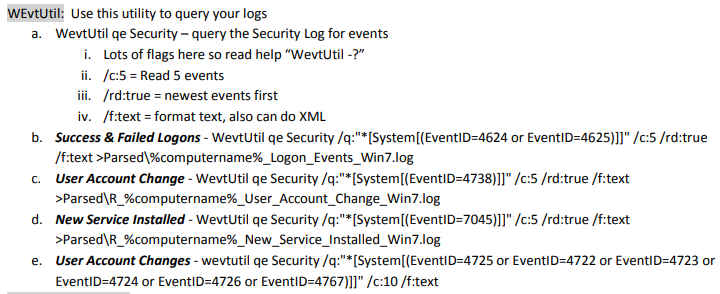 WEvtUtil: Use this utility to query your logs
a. WevtUtil qe Security – query the Security Log for events
i. Lots of flags here so read help “WevtUtil -?”
ii. /c:5 = Read 5 events
iii. /rd:true = newest events first
iv. /f:text = format text, also can do XML
b. Success & Failed Logons - WevtUtil qe Security /q:"*[System[(EventID=4624 or EventID=4625)]]" /c:5 /rd:true
/f:text >Parsed\%computername%_Logon_Events_Win7.log
c. User Account Change - WevtUtil qe Security /q:"*[System[(EventID=4738)]]" /c:5 /rd:true /f:text
>Parsed\R_%computername%_User_Account_Change_Win7.log
d. New Service Installed - WevtUtil qe Security /q:"*[System[(EventID=7045)]]" /c:5 /rd:true /f:text
>Parsed\R_%computername%_New_Service_Installed_Win7.log
e. User Account Changes - wevtutil qe Security /q:"*[System[(EventID=4725 or EventID=4722 or EventID=4723 or
EventID=4724 or EventID=4726 or EventID=4767)]]" /c:10 /f:text